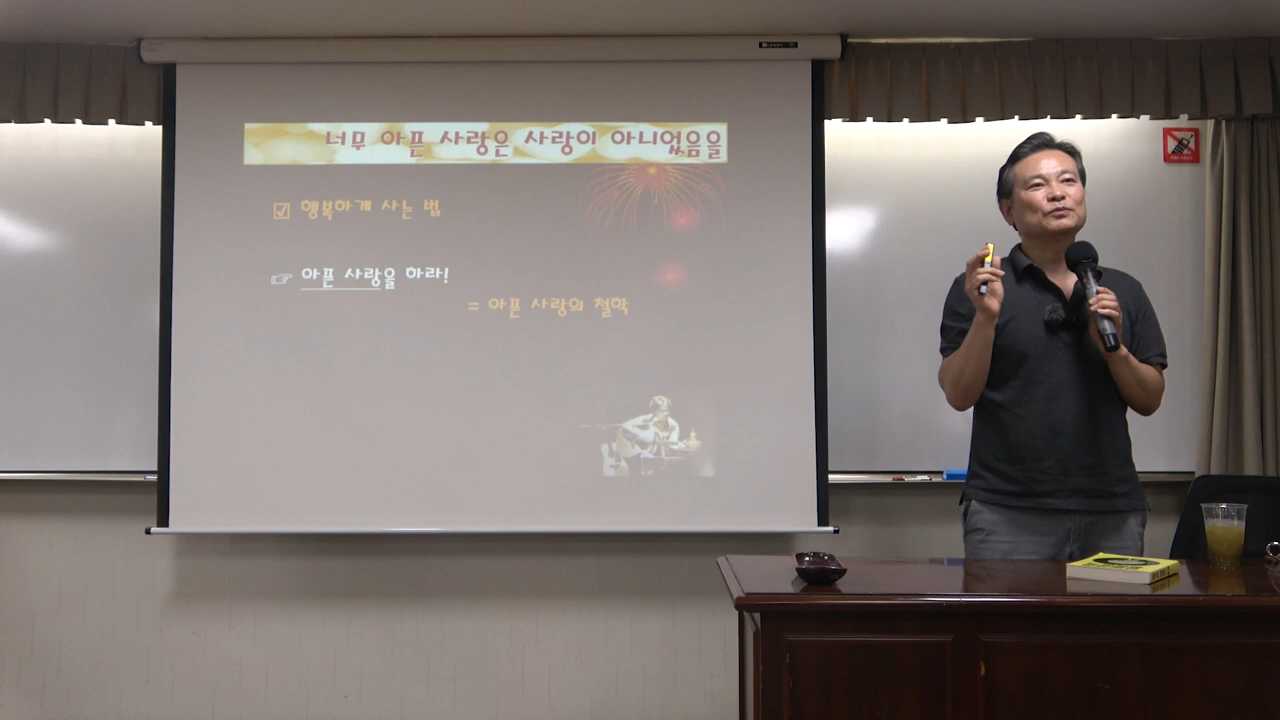 너무 아픈 사랑은 사랑이 아니었음을
☑ 행복하게 사는 법
☞ 아픈 사랑을 하라!
= 아픈 사랑의 철학